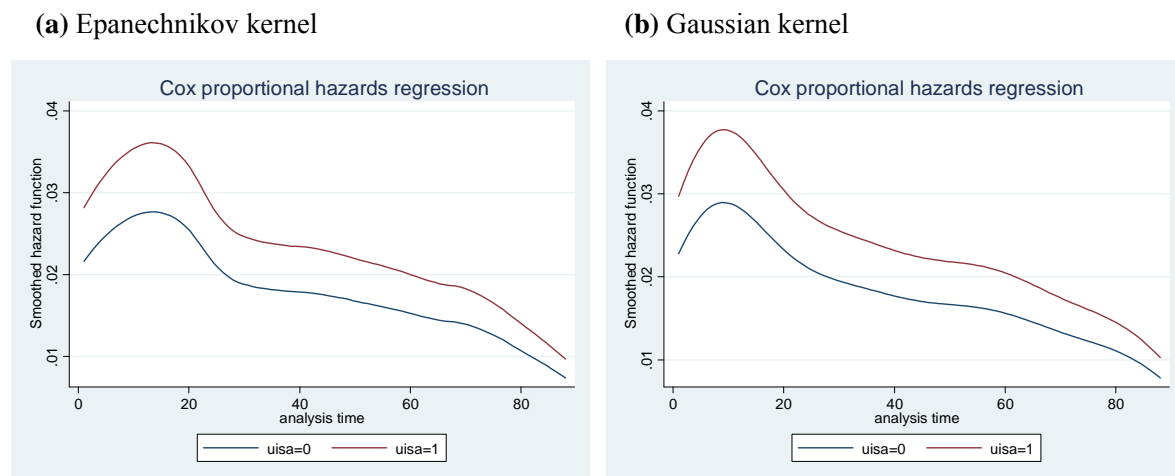 (a) Epanechnikov kernel
Cox proportional hazards regression
Smoothed hazard function
.04
.03
.02
.01
0 20 40 60 80
analysis time
uisa=0 uisa=1
(b) Gaussian kernel
Cox proportional hazards regression
Smoothed hazard function
.04
.03
.02
.01
0 20 40 60 80
analysis time
uisa=0 uisa=1